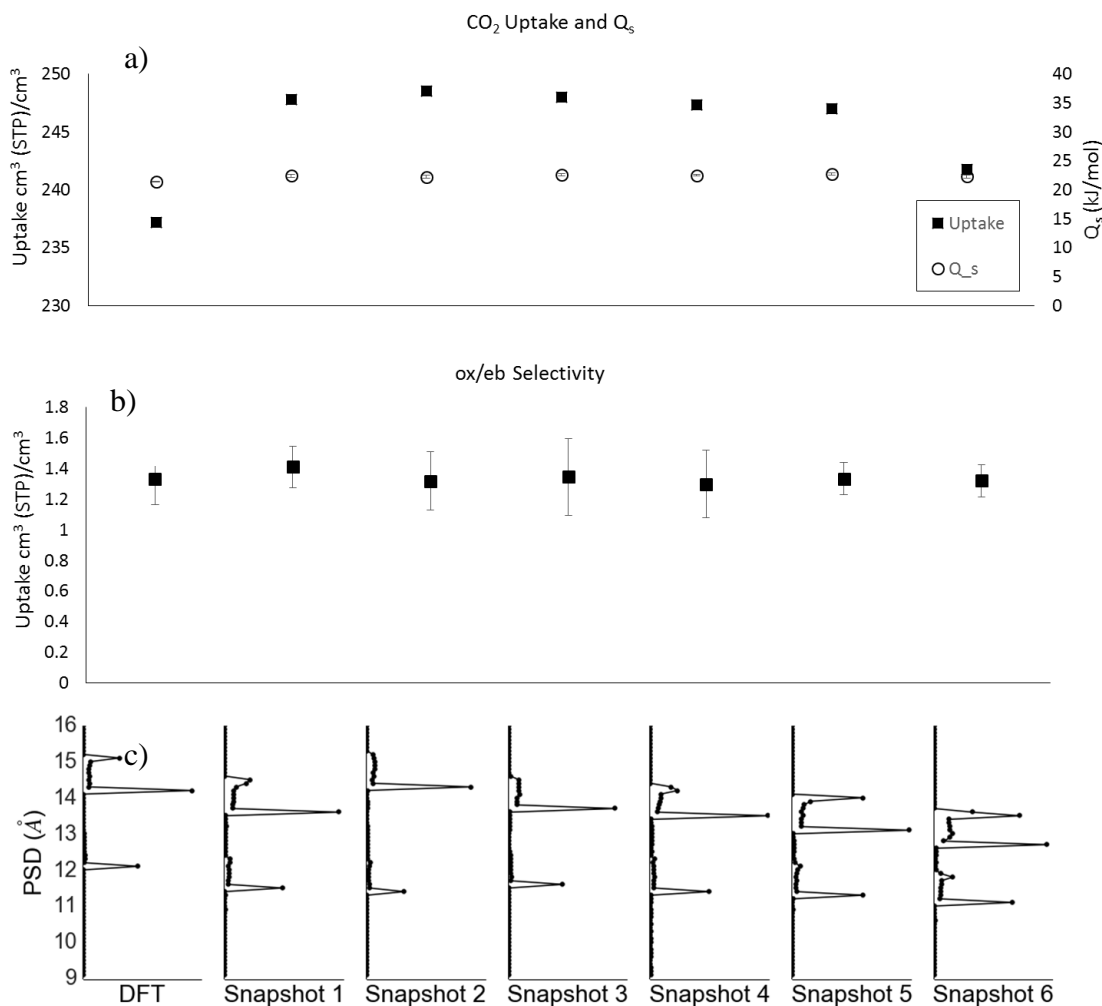 CO₂ Uptake and Qₛ
a)
Uptake cm³ (STP)/cm³
250
245
240
235
230
40
35
30
25
20
15
10
5
0
Qₛ (kJ/mol)
Uptake
Q_s
ox/eb Selectivity
b)
Uptake cm³ (STP)/cm³
1.8
1.6
1.4
1.2
1
0.8
0.6
0.4
0.2
0
c)
PSD (Å)
16
15
14
13
12
11
10
9
DFT Snapshot 1 Snapshot 2 Snapshot 3 Snapshot 4 Snapshot 5 Snapshot 6